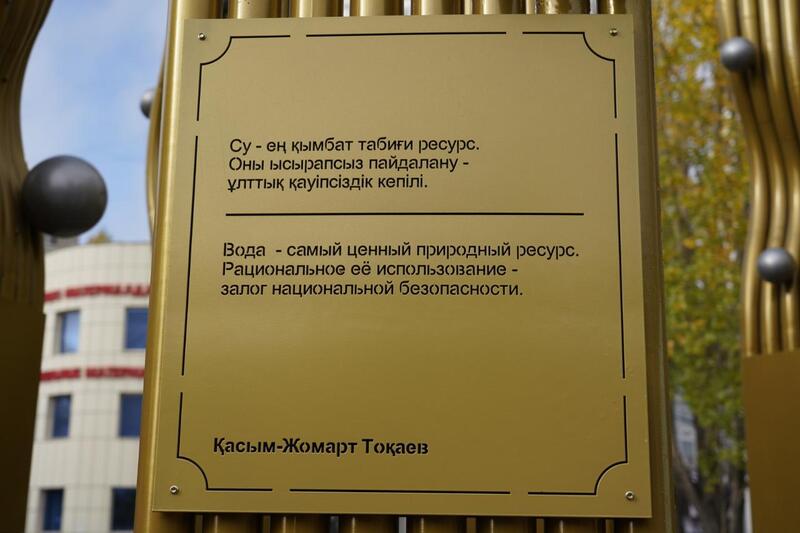 Су - ең қымбат табиғи ресурс.
Оны ысырапсыз пайдалану -
ұлттық қауіпсіздік кепілі.
Вода - самый ценный природный ресурс.
Рациональное её использование -
залог национальной безопасности.
Қасым-Жомарт Тоқаев